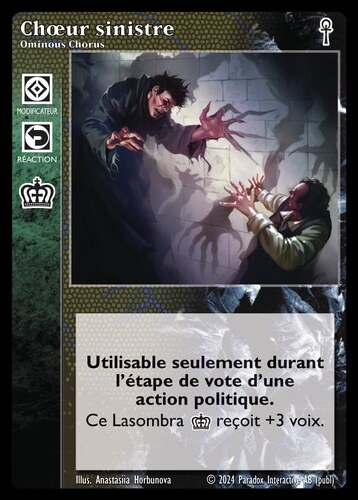 Chœur sinistre
Ominous Chorus
MODIFICATEUR
RÉACTION
Utilisable seulement durant
l'étape de vote d'une
action politique.
Ce Lasombra reçoit +3 voix.
Illus. Anastasiia Horbunova
© 2024 Paradox Interactive AB (publ)